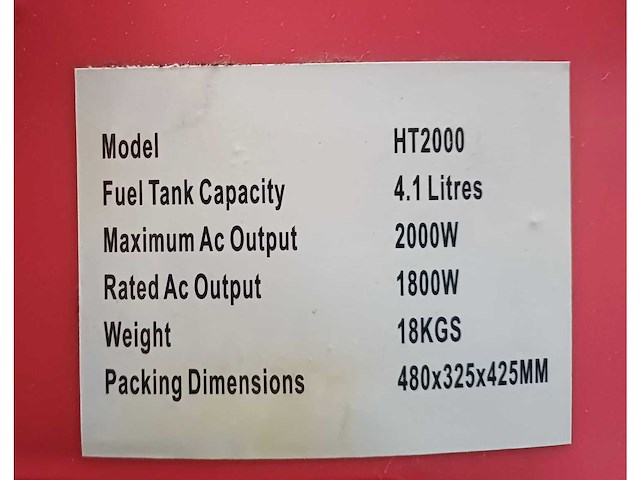 Model HT2000
Fuel Tank Capacity 4.1 Litres
Maximum Ac Output 2000W
Rated Ac Output 1800W
Weight 18KGS
Packing Dimensions 480x325x425MM